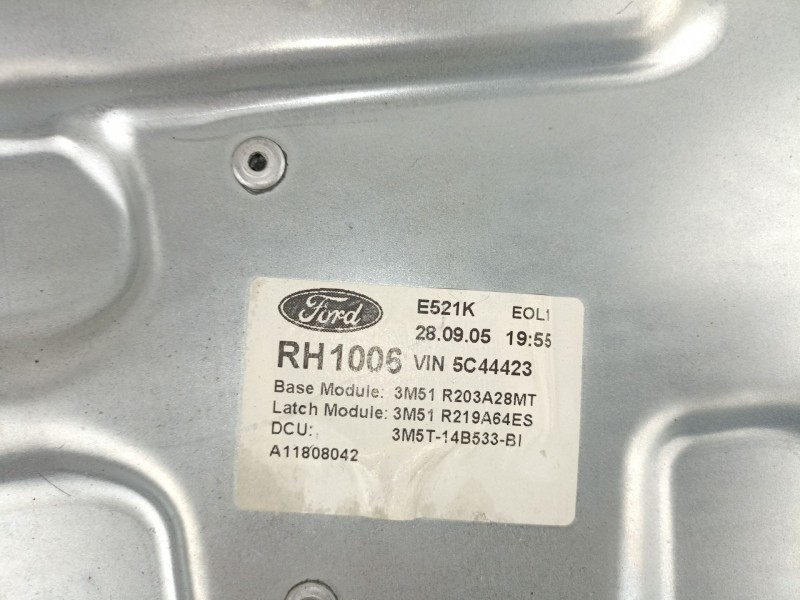 Ford E521K EOL1
28.09.05 19:55
RH1006 VIN 5C44423
Base Module: 3M51 R203A28MT
Latch Module: 3M51 R219A64ES
DCU: 3M5T-14B533-BI
A11808042